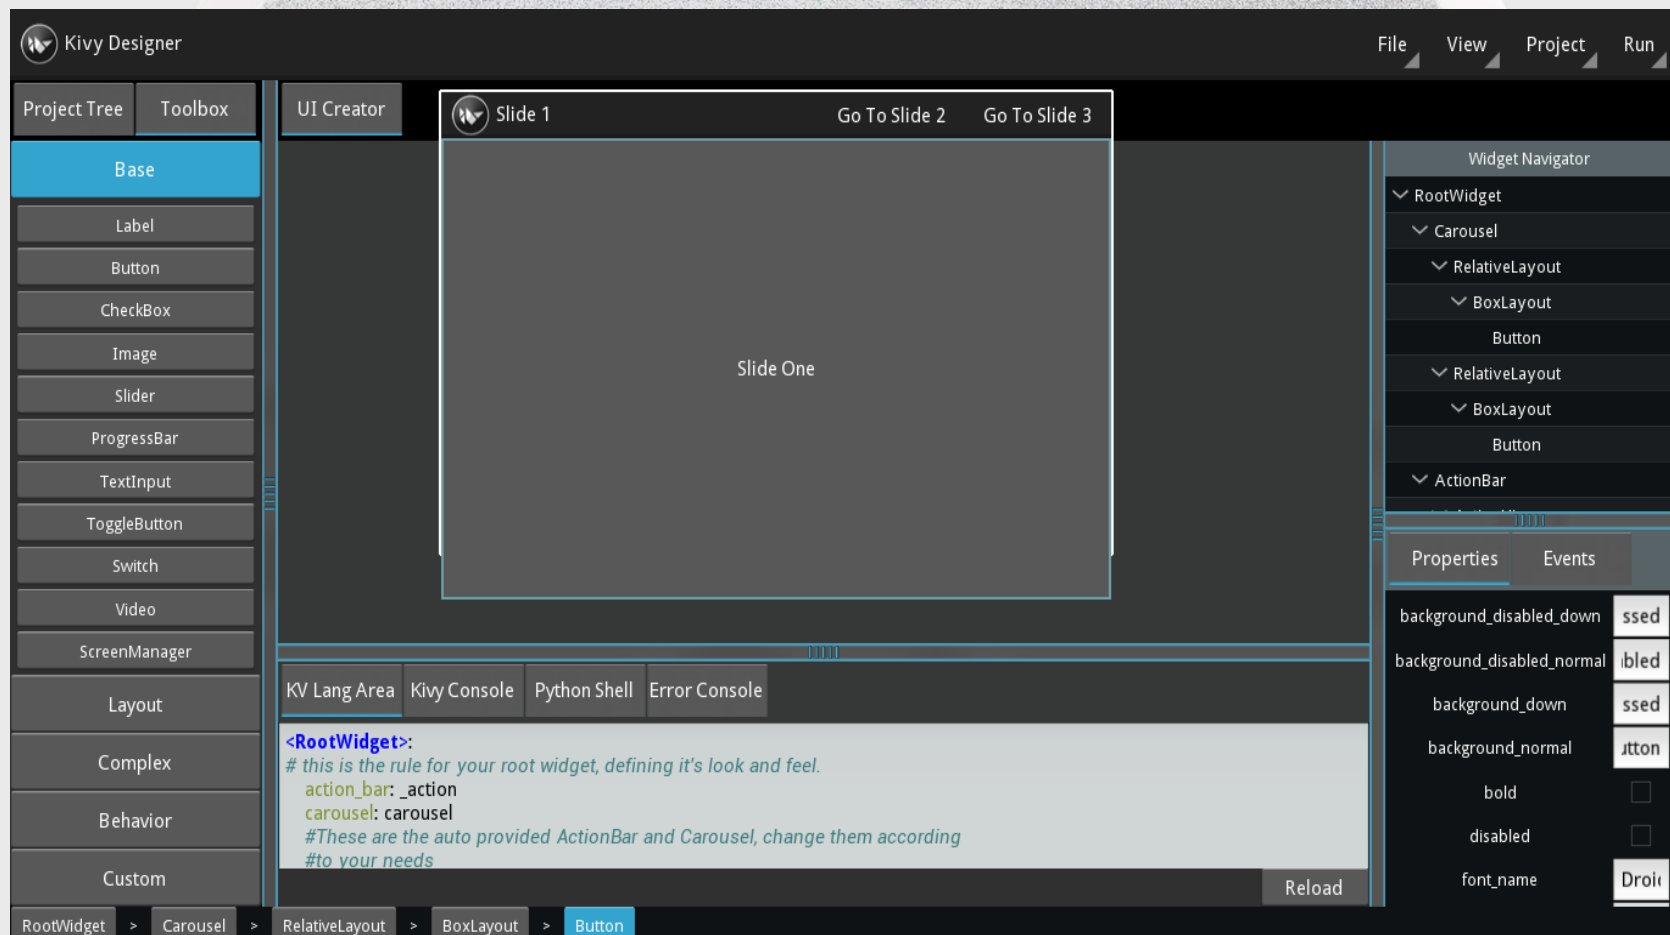 Kivy Designer
File View Project Run
Project Tree Toolbox
Base
Label
Button
CheckBox
Image
Slider
ProgressBar
TextInput
ToggleButton
Switch
Video
ScreenManager
Layout
Complex
Behavior
Custom
UI Creator
Slide 1 Go To Slide 2 Go To Slide 3
Slide One
KV Lang Area Kivy Console Python Shell Error Console
<RootWidget>:
# this is the rule for your root widget, defining it's look and feel.
action_bar: _action
carousel: carousel
#These are the auto provided ActionBar and Carousel, change them according
#to your needs
Reload
Widget Navigator
RootWidget
Carousel
RelativeLayout
BoxLayout
Button
RelativeLayout
BoxLayout
Button
ActionBar
Properties Events
background_disabled_down ssed
background_disabled_normal bled
background_down ssed
background_normal utton
bold
disabled
font_name Droi
RootWidget > Carousel > RelativeLayout > BoxLayout > Button